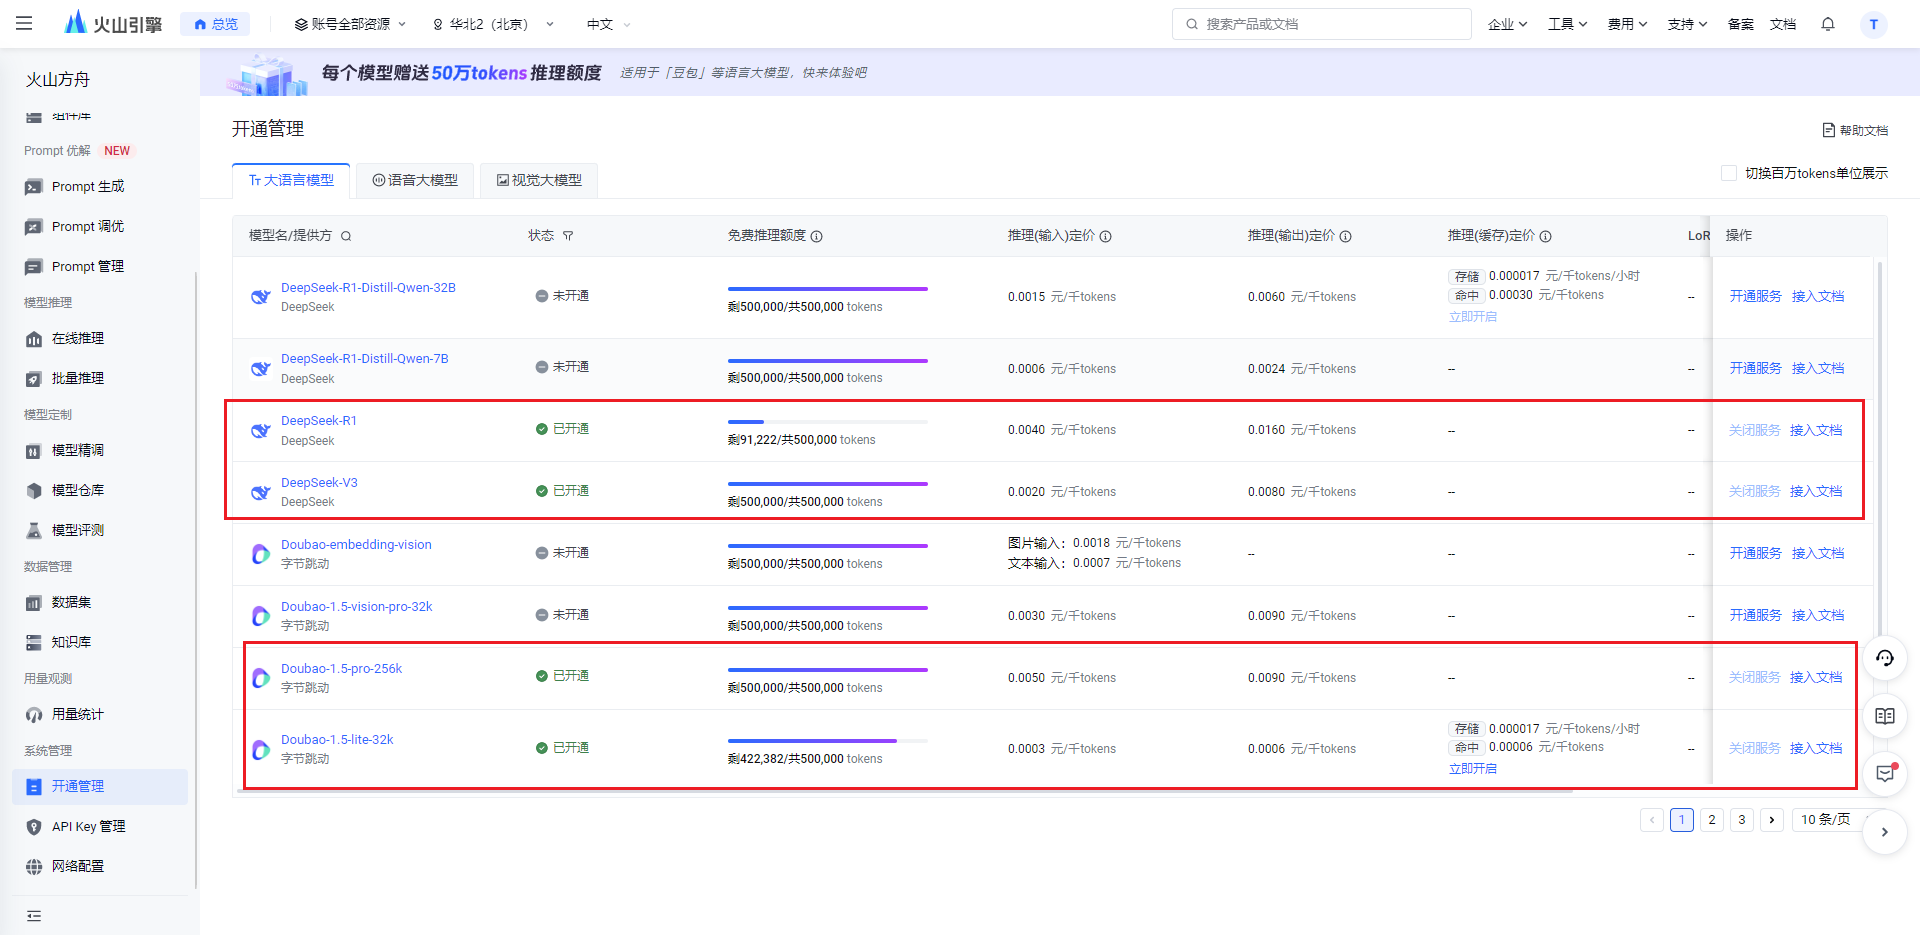 火山引擎
总览
账号全部资源
华北2（北京）
中文
搜索产品或文档
企业
工具
费用
支持
备案
文档
T
火山方舟
组件库
Prompt 优解 NEW
Prompt 生成
Prompt 调优
Prompt 管理
模型推理
在线推理
批量推理
模型定制
模型精调
模型仓库
模型评测
数据管理
数据集
知识库
用量观测
用量统计
系统管理
开通管理
API Key 管理
网络配置
每个模型赠送 50万tokens 推理额度 适用于「豆包」等语言大模型，快来体验吧
开通管理
帮助文档
大语言模型
语音大模型
视觉大模型
切换百万tokens单位展示
模型名/提供方 状态 免费推理额度 推理(输入)定价 推理(输出)定价 推理(缓存)定价 LoR 操作
DeepSeek-R1-Distill-Qwen-32B
DeepSeek
未开通
剩500,000/共500,000 tokens
0.0015 元/千tokens
0.0060 元/千tokens
存储 0.000017 元/千tokens/小时
命中 0.00030 元/千tokens
立即开启
--
开通服务 接入文档
DeepSeek-R1-Distill-Qwen-7B
DeepSeek
未开通
剩500,000/共500,000 tokens
0.0006 元/千tokens
0.0024 元/千tokens
--
--
开通服务 接入文档
DeepSeek-R1
DeepSeek
已开通
剩91,222/共500,000 tokens
0.0040 元/千tokens
0.0160 元/千tokens
--
--
关闭服务 接入文档
DeepSeek-V3
DeepSeek
已开通
剩500,000/共500,000 tokens
0.0020 元/千tokens
0.0080 元/千tokens
--
--
关闭服务 接入文档
Doubao-embedding-vision
字节跳动
未开通
剩500,000/共500,000 tokens
图片输入： 0.0018 元/千tokens
文本输入： 0.0007 元/千tokens
--
--
--
开通服务 接入文档
Doubao-1.5-vision-pro-32k
字节跳动
未开通
剩500,000/共500,000 tokens
0.0030 元/千tokens
0.0090 元/千tokens
--
--
开通服务 接入文档
Doubao-1.5-pro-256k
字节跳动
已开通
剩500,000/共500,000 tokens
0.0050 元/千tokens
0.0090 元/千tokens
--
--
关闭服务 接入文档
Doubao-1.5-lite-32k
字节跳动
已开通
剩422,382/共500,000 tokens
0.0003 元/千tokens
0.0006 元/千tokens
存储 0.000017 元/千tokens/小时
命中 0.00006 元/千tokens
立即开启
--
关闭服务 接入文档
1 2 3 10 条/页